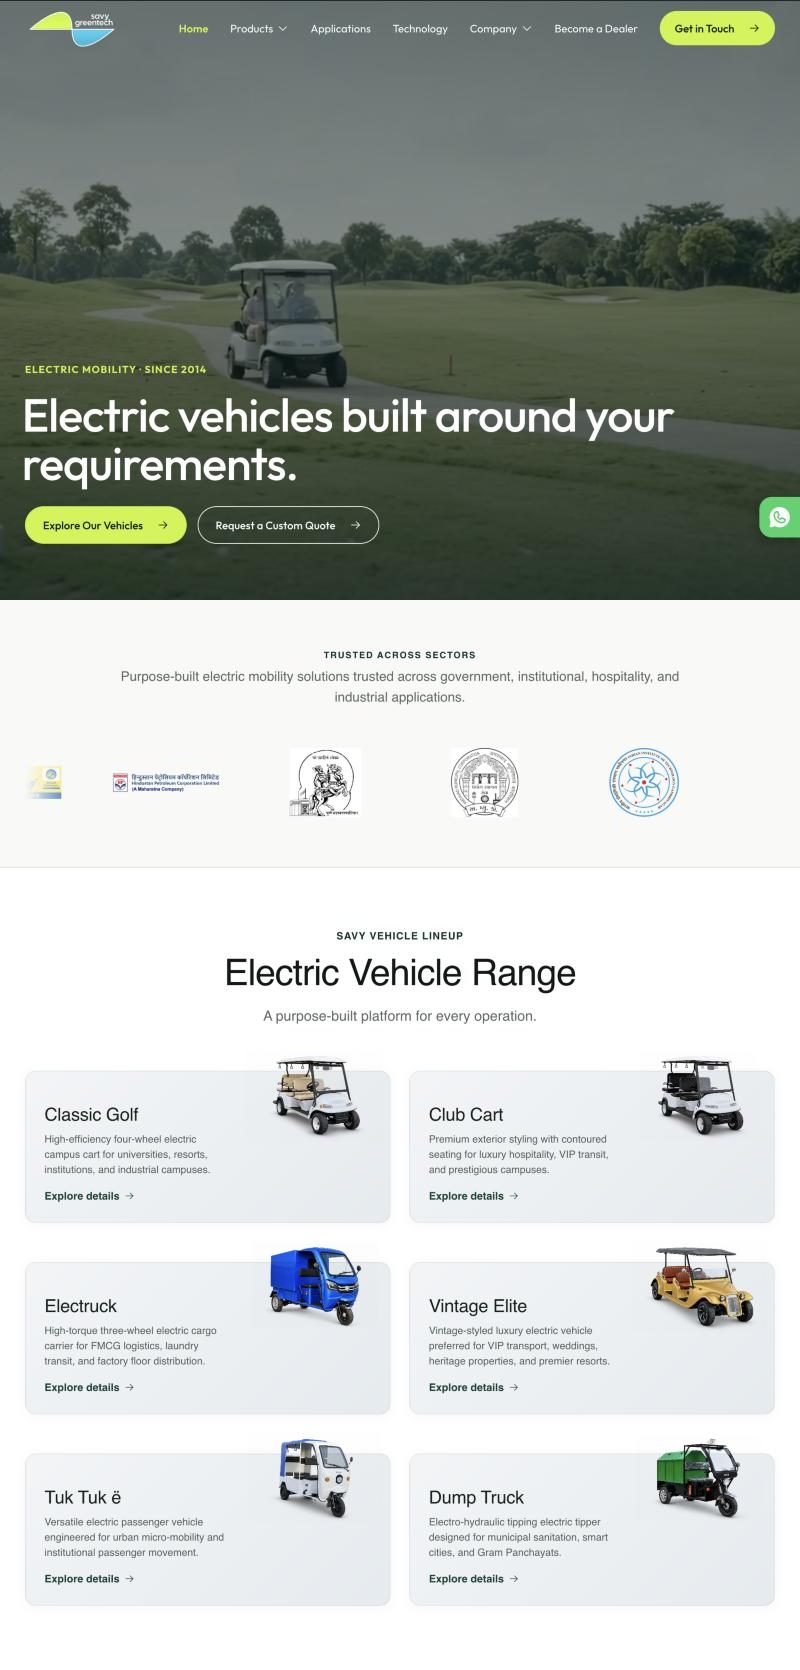 savy
greentech
Home
Products
Applications
Technology
Company
Become a Dealer
Get in Touch
ELECTRIC MOBILITY · SINCE 2014
Electric vehicles built around your
requirements.
Explore Our Vehicles
Request a Custom Quote
TRUSTED ACROSS SECTORS
Purpose-built electric mobility solutions trusted across government, institutional, hospitality, and
industrial applications.
हिन्दुस्तान पेट्रोलियम कॉर्पोरेशन लिमिटेड
Hindustan Petroleum Corporation Limited
(A Maharatna Company)
SAVY VEHICLE LINEUP
Electric Vehicle Range
A purpose-built platform for every operation.
Classic Golf
High-efficiency four-wheel electric
campus cart for universities, resorts,
institutions, and industrial campuses.
Explore details
Club Cart
Premium exterior styling with contoured
seating for luxury hospitality, VIP transit,
and prestigious campuses.
Explore details
Electruck
High-torque three-wheel electric cargo
carrier for FMCG logistics, laundry
transit, and factory floor distribution.
Explore details
Vintage Elite
Vintage-styled luxury electric vehicle
preferred for VIP transport, weddings,
heritage properties, and premier resorts.
Explore details
Tuk Tuk ë
Versatile electric passenger vehicle
engineered for urban micro-mobility and
institutional passenger movement.
Explore details
Dump Truck
Electro-hydraulic tipping electric tipper
designed for municipal sanitation, smart
cities, and Gram Panchayats.
Explore details